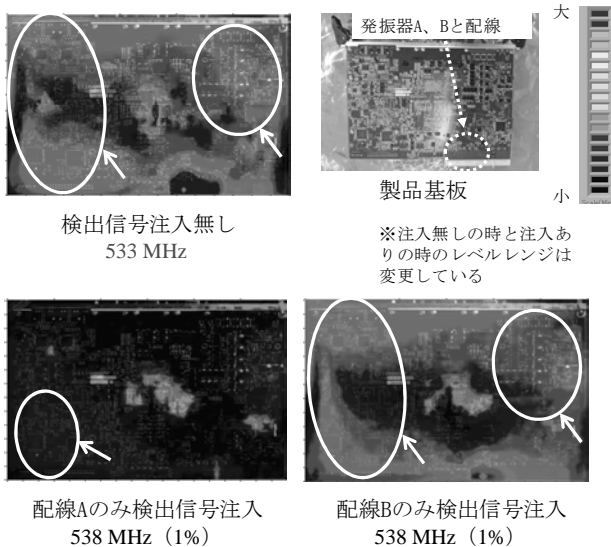 発振器A、Bと配線
大
小
検出信号注入無し
533 MHz
製品基板
※注入無しの時と注入あ
りの時のレベルレンジは
変更している
配線Aのみ検出信号注入
538 MHz（1%）
配線Bのみ検出信号注入
538 MHz（1%）